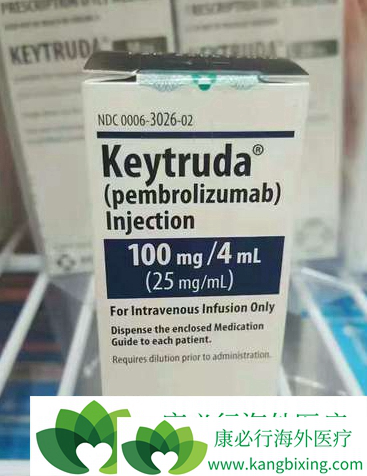 PRESCRIPTION
KEYTRUDA
KEYTRUDA
NDC 0006-3026-02
Keytruda®
(pembrolizumab)
Injection
100 mg/4 mL
(25 mg/mL)
For Intravenous Infusion Only
Dispense the enclosed Medication
Guide to each patient.
Requires dilution prior to administration.
康必行海外医疗
www.kangbixing.com